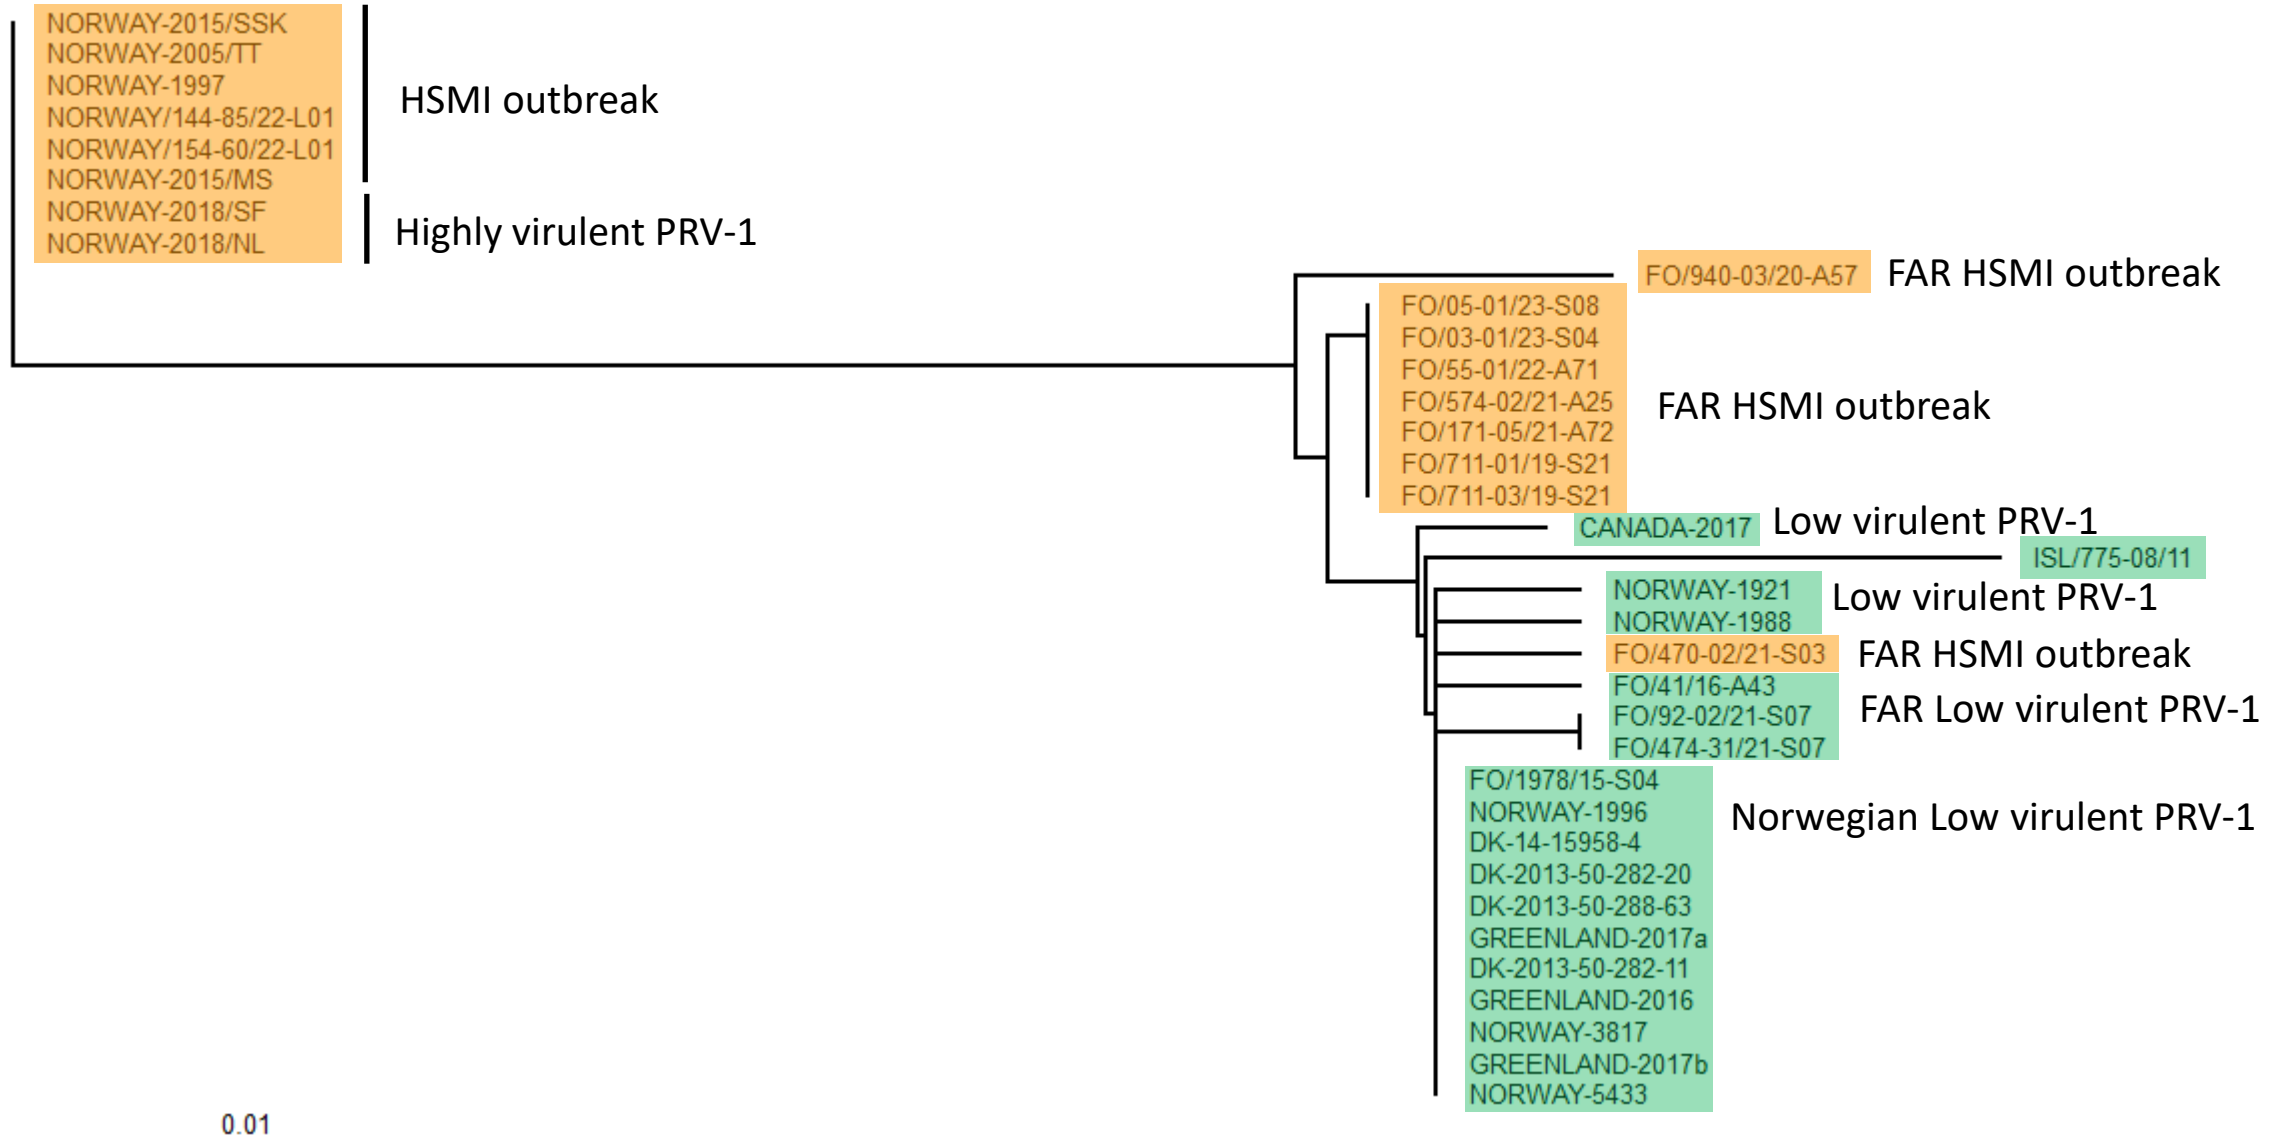 NORWAY-2015/SSK
NORWAY-2005/TT
NORWAY-1997
NORWAY/144-85/22-L01
NORWAY/154-60/22-L01
NORWAY-2015/MS
HSMI outbreak
NORWAY-2018/SF
NORWAY-2018/NL
Highly virulent PRV-1
FO/940-03/20-A57 FAR HSMI outbreak
FO/05-01/23-S08
FO/03-01/23-S04
FO/55-01/22-A71
FO/574-02/21-A25
FO/171-05/21-A72
FO/711-01/19-S21
FO/711-03/19-S21
FAR HSMI outbreak
CANADA-2017 Low virulent PRV-1
ISL/775-08/11
NORWAY-1921
NORWAY-1988
Low virulent PRV-1
FO/470-02/21-S03 FAR HSMI outbreak
FO/41/16-A43
FO/92-02/21-S07
FO/474-31/21-S07
FAR Low virulent PRV-1
FO/1978/15-S04
NORWAY-1996
DK-14-15958-4
DK-2013-50-282-20
DK-2013-50-288-63
GREENLAND-2017a
DK-2013-50-282-11
GREENLAND-2016
NORWAY-3817
GREENLAND-2017b
NORWAY-5433
Norwegian Low virulent PRV-1
0.01